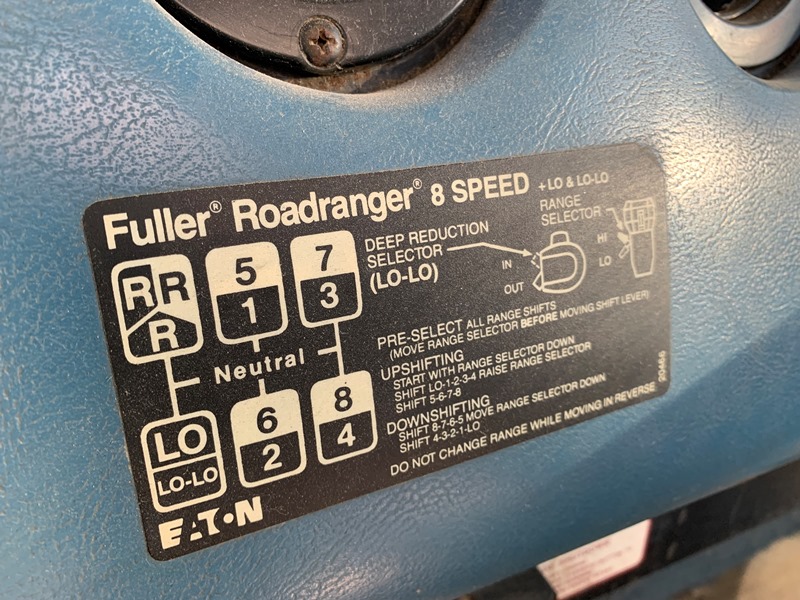 Fuller® Roadranger® 8 SPEED + LO & LO-LO
RR
R
5
1
7
3
DEEP REDUCTION
SELECTOR
(LO-LO)
IN
OUT
RANGE
SELECTOR
HI
LO
Neutral
LO
LO-LO
6
2
8
4
PRE-SELECT ALL RANGE SHIFTS
(MOVE RANGE SELECTOR BEFORE MOVING SHIFT LEVER)
UPSHIFTING
START WITH RANGE SELECTOR DOWN
SHIFT LO-1-2-3-4 RAISE RANGE SELECTOR
SHIFT 5-6-7-8
DOWNSHIFTING
SHIFT 8-7-6-5 MOVE RANGE SELECTOR DOWN
SHIFT 4-3-2-1-LO
DO NOT CHANGE RANGE WHILE MOVING IN REVERSE
20466
EATON